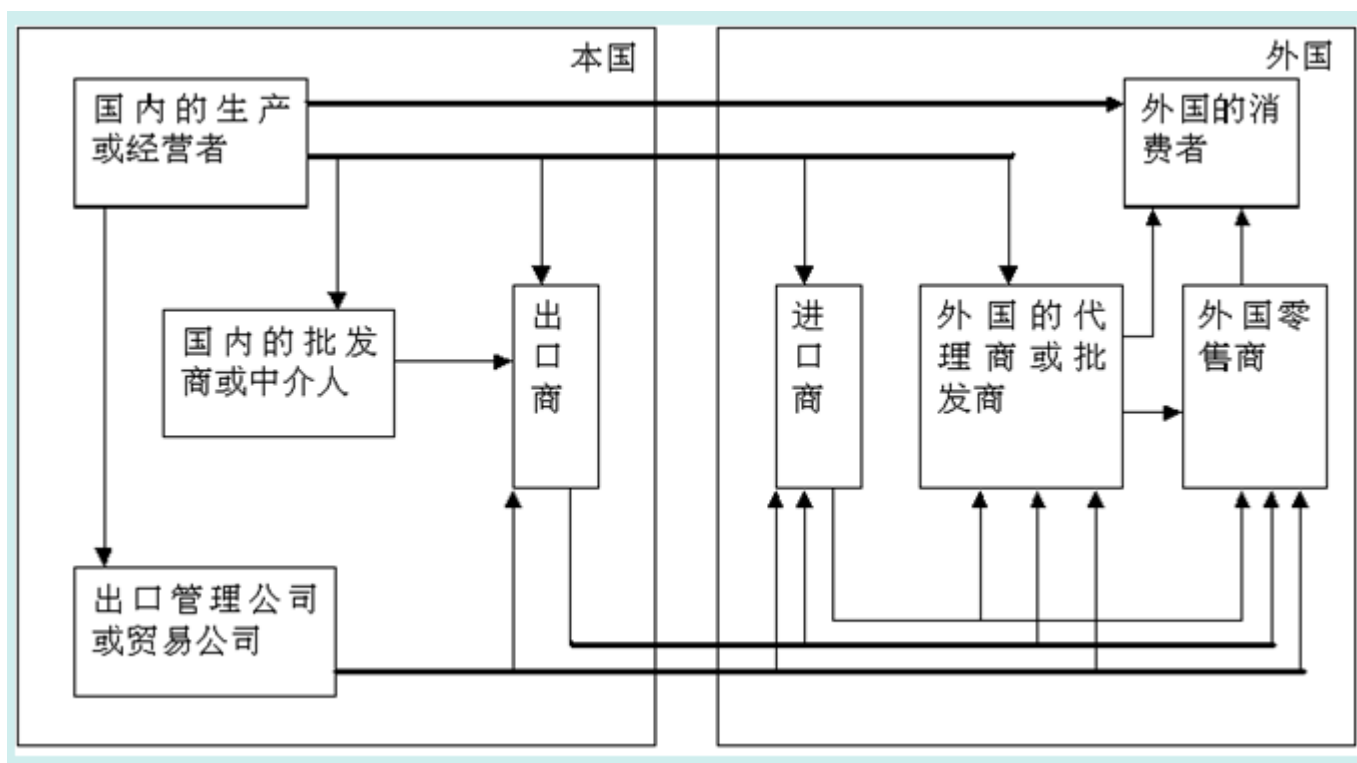 本国
国内的生产
或经营者
国内的批发
商或中介人
出
口
商
出口管理公司
或贸易公司
外国
外国的消
费者
进
口
商
外国的代
理商或批
发商
外国零
售商